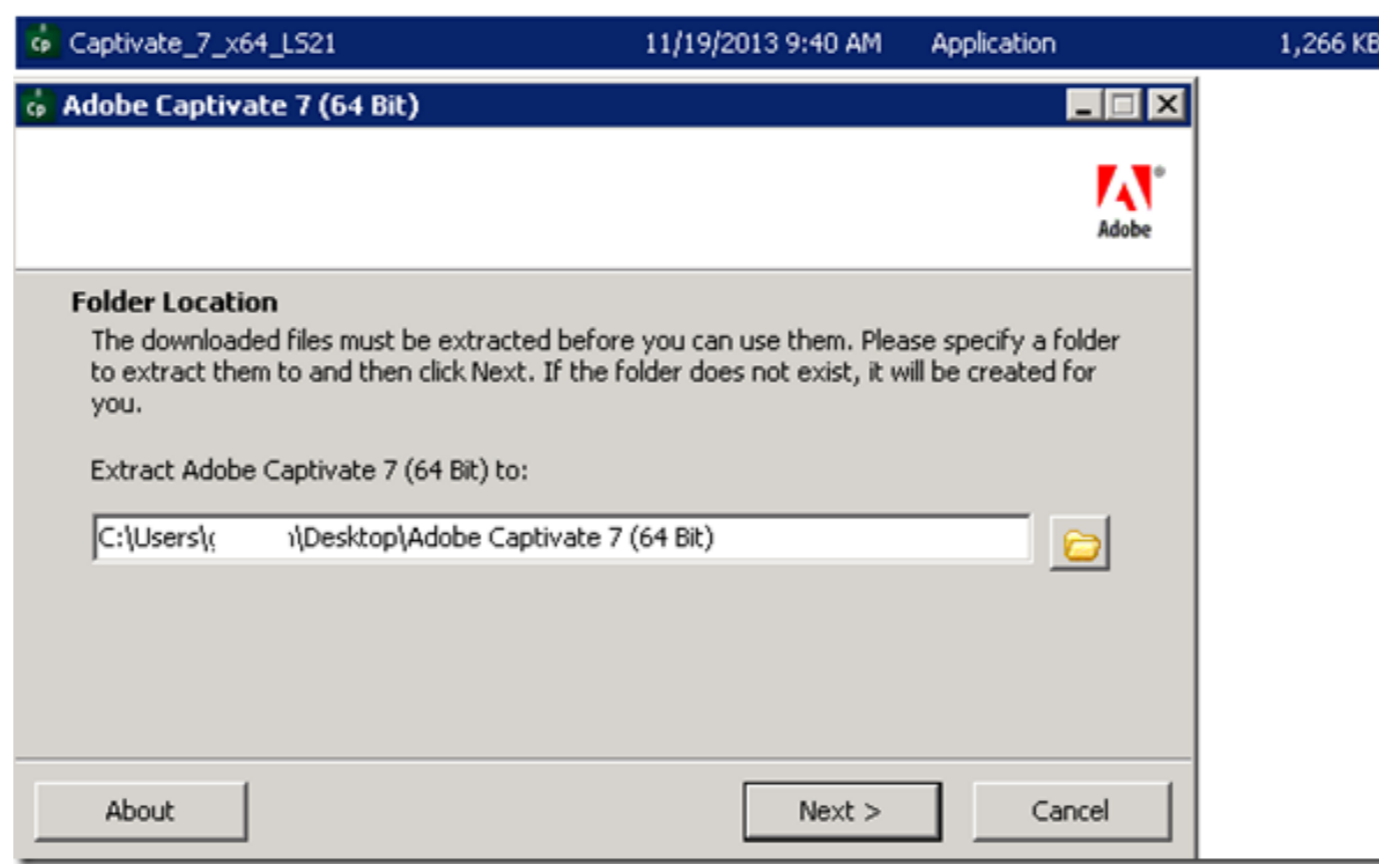 Captivate_7_x64_LS21 11/19/2013 9:40 AM Application 1,266 KB
Adobe Captivate 7 (64 Bit)
Adobe
Folder Location
The downloaded files must be extracted before you can use them. Please specify a folder
to extract them to and then click Next. If the folder does not exist, it will be created for
you.
Extract Adobe Captivate 7 (64 Bit) to:
C:\Users\ \Desktop\Adobe Captivate 7 (64 Bit)
About Next > Cancel